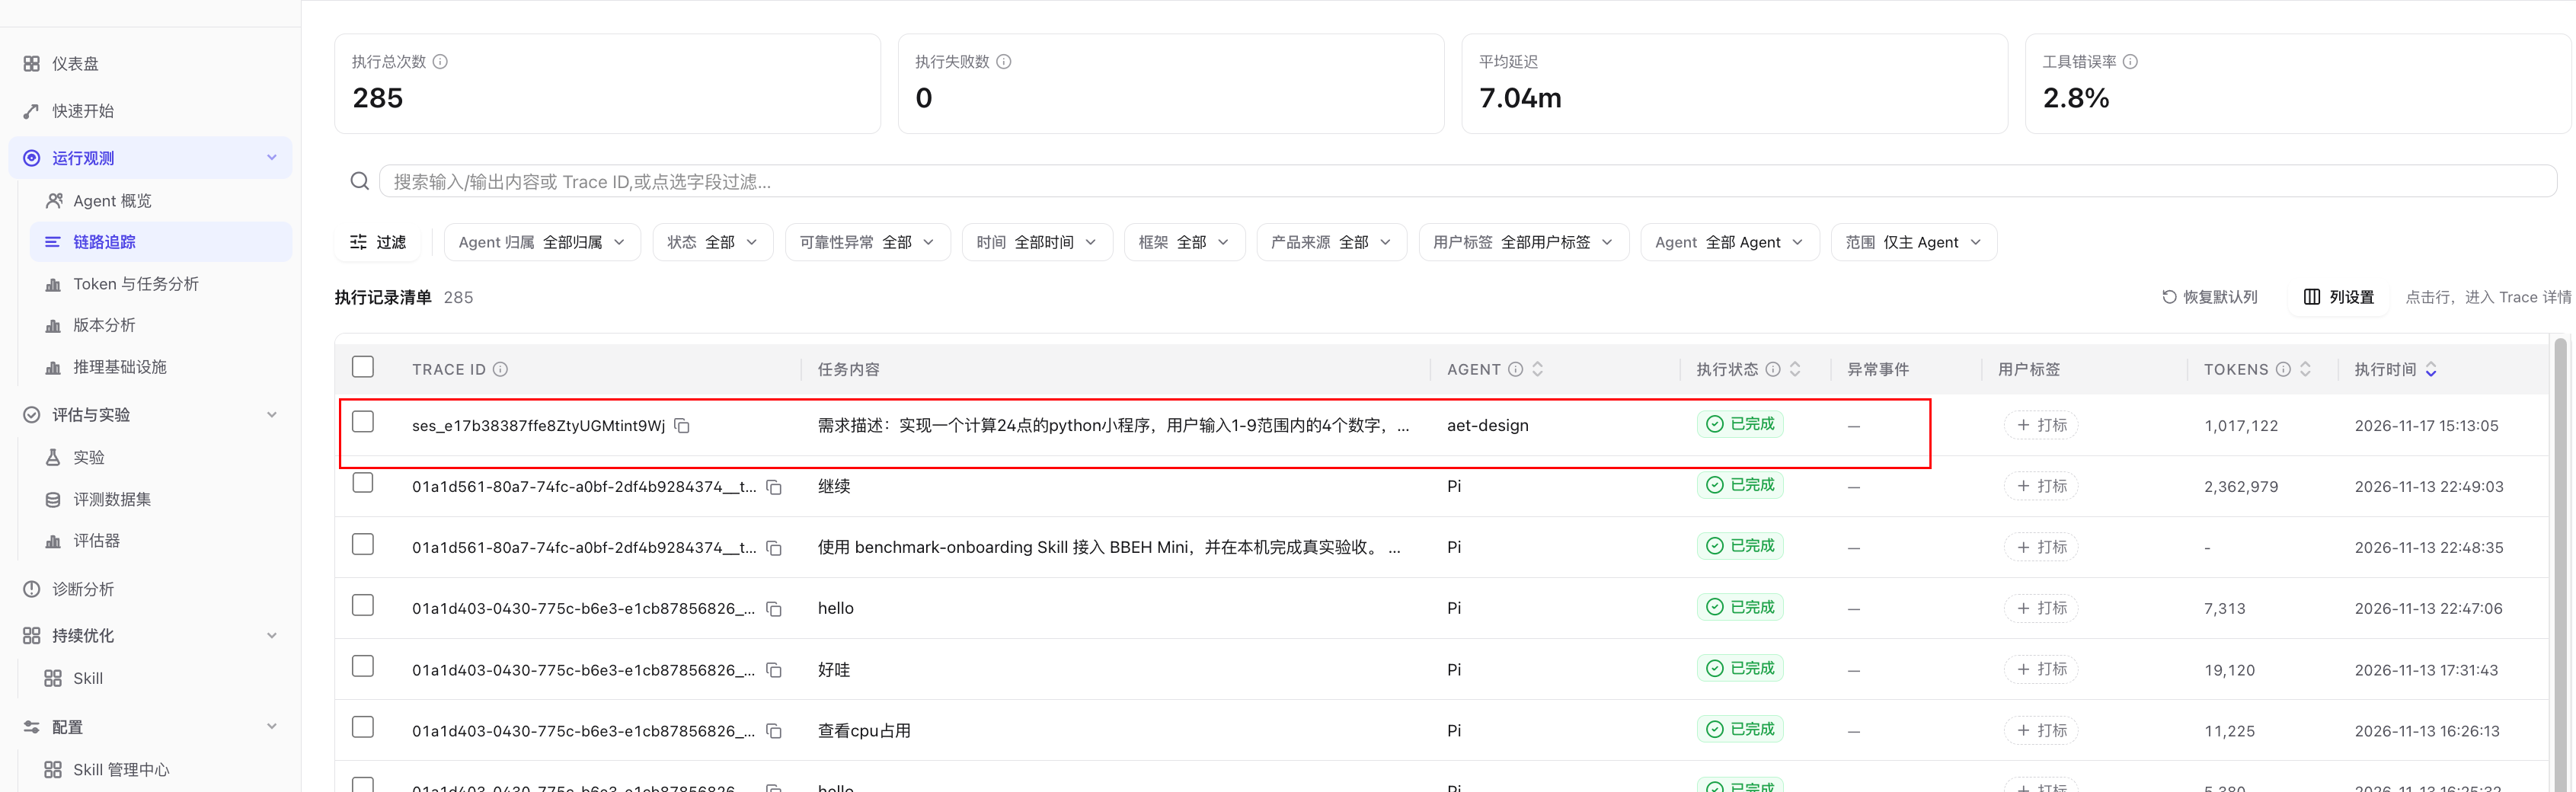 仪表盘
快速开始
运行观测
Agent 概览
链路追踪
Token 与任务分析
版本分析
推理基础设施
评估与实验
实验
评测数据集
评估器
诊断分析
持续优化
Skill
配置
Skill 管理中心
执行总次数
285
执行失败数
0
平均延迟
7.04m
工具错误率
2.8%
搜索输入/输出内容或 Trace ID,或点选字段过滤...
过滤 Agent 归属 全部归属 状态 全部 可靠性异常 全部 时间 全部时间 框架 全部 产品来源 全部 用户标签 全部用户标签 Agent 全部 Agent 范围 仅主 Agent
执行记录清单 285 恢复默认列 列设置 点击行，进入 Trace 详情
TRACE ID 任务内容 AGENT 执行状态 异常事件 用户标签 TOKENS 执行时间
ses_e17b38387ffe8ZtyUGMtint9Wj 需求描述：实现一个计算24点的python小程序，用户输入1-9范围内的4个数字，... aet-design 已完成 — + 打标 1,017,122 2026-11-17 15:13:05
01a1d561-80a7-74fc-a0bf-2df4b9284374__t... 继续 Pi 已完成 — + 打标 2,362,979 2026-11-13 22:49:03
01a1d561-80a7-74fc-a0bf-2df4b9284374__t... 使用 benchmark-onboarding Skill 接入 BBEH Mini，并在本机完成真实验收。 ... Pi 已完成 — + 打标 - 2026-11-13 22:48:35
01a1d403-0430-775c-b6e3-e1cb87856826_... hello Pi 已完成 — + 打标 7,313 2026-11-13 22:47:06
01a1d403-0430-775c-b6e3-e1cb87856826_... 好哇 Pi 已完成 — + 打标 19,120 2026-11-13 17:31:43
01a1d403-0430-775c-b6e3-e1cb87856826_... 查看cpu占用 Pi 已完成 — + 打标 11,225 2026-11-13 16:26:13
01a1d403-0430-775c-b6e3-e1cb87856826_... hello Pi 已完成 打标 5,380 2026-11-13 16:25:32